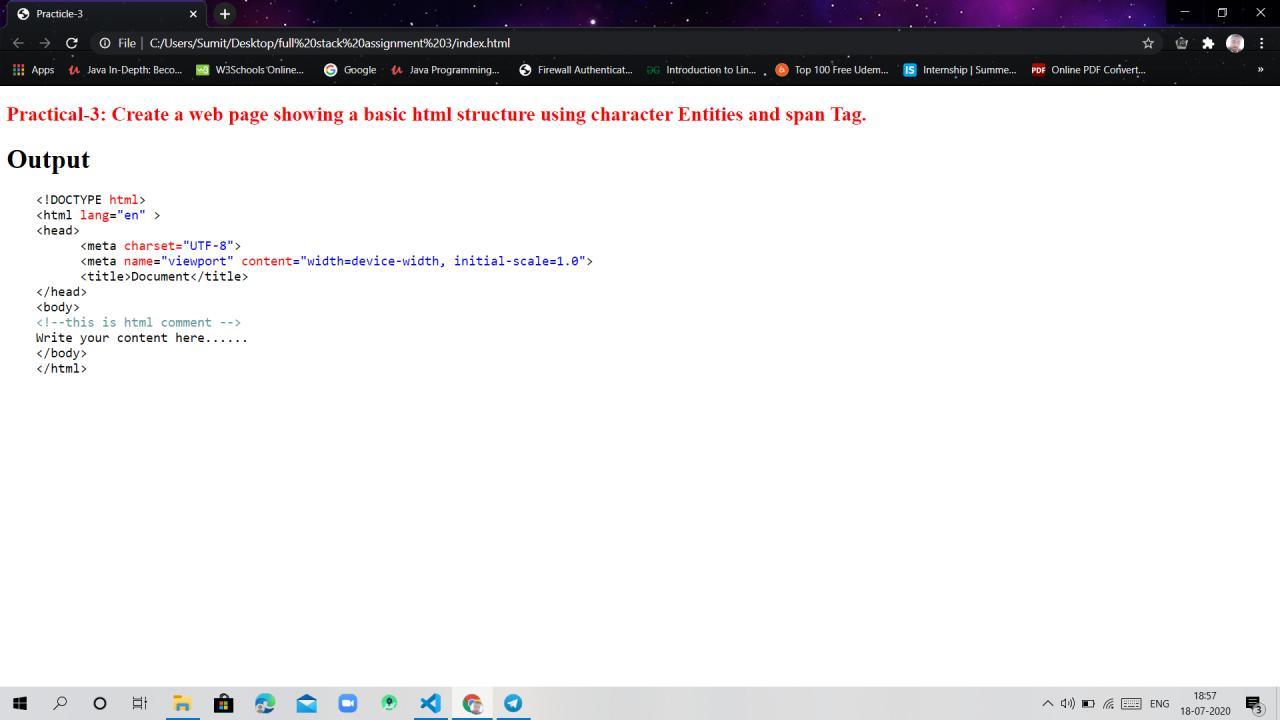 Practicle-3
File | C:/Users/Sumit/Desktop/full%20stack%20assignment%203/index.html
Apps Java In-Depth: Beco... W3Schools Online... Google Java Programming... Firewall Authenticat... Introduction to Lin... Top 100 Free Udem... IS Internship | Summe... PDF Online PDF Convert... »
Practical-3: Create a web page showing a basic html structure using character Entities and span Tag.
Output
<!DOCTYPE html>
<html lang="en" >
<head>
<meta charset="UTF-8">
<meta name="viewport" content="width=device-width, initial-scale=1.0">
<title>Document</title>
</head>
<body>
<!--this is html comment -->
Write your content here......
</body>
</html>
ENG 18:57
18-07-2020 3